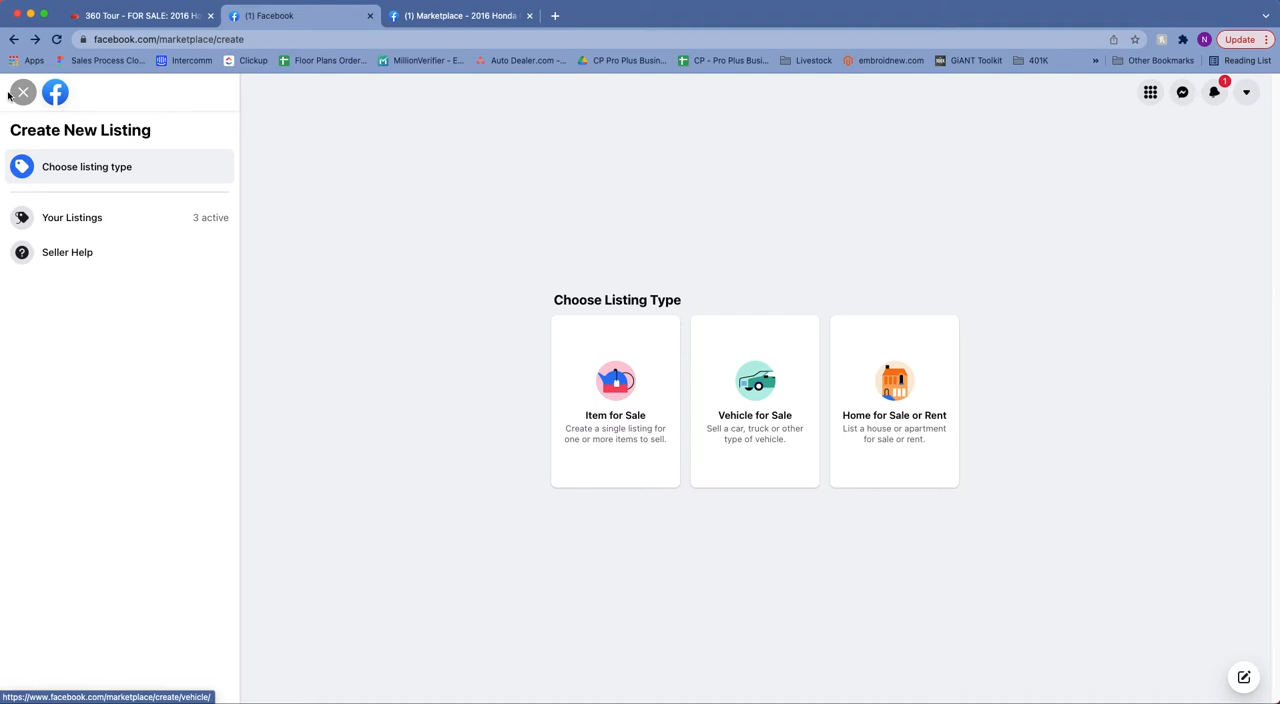 360 Tour - FOR SALE: 2016 Ho
(1) Facebook
(1) Marketplace - 2016 Honda
facebook.com/marketplace/create
N
Update
Apps
Sales Process Clo...
Intercomm
Clickup
Floor Plans Order...
MillionVerifier - E...
Auto Dealer.com -...
CP Pro Plus Busin...
CP - Pro Plus Busi...
Livestock
embroidnew.com
GIANT Toolkit
401K
»
Other Bookmarks
Reading List
1
Create New Listing
Choose listing type
Your Listings
3 active
Seller Help
Choose Listing Type
Item for Sale
Create a single listing for
one or more items to sell.
Vehicle for Sale
Sell a car, truck or other
type of vehicle.
Home for Sale or Rent
List a house or apartment
for sale or rent.
https://www.facebook.com/marketplace/create/vehicle/